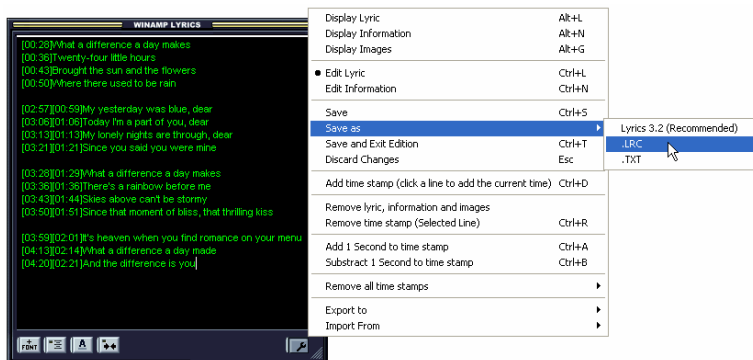 WINAMP LYRICS
[00:28]What a difference a day makes
[00:36]Twenty-four little hours
[00:43]Brought the sun and the flowers
[00:50]Where there used to be rain
[02:57][00:59]My yesterday was blue, dear
[03:06][01:06]Today I'm a part of you, dear
[03:13][01:13]My lonely nights are through, dear
[03:21][01:21]Since you said you were mine
[03:28][01:29]What a difference a day makes
[03:36][01:36]There's a rainbow before me
[03:43][01:44]Skies above can't be stormy
[03:50][01:51]Since that moment of bliss, that thrilling kiss
[03:59][02:01]It's heaven when you find romance on your menu
[04:13][02:14]What a difference a day made
[04:20][02:21]And the difference is you
FONT
A
Display Lyric Alt+L
Display Information Alt+N
Display Images Alt+G
Edit Lyric Ctrl+L
Edit Information Ctrl+N
Save Ctrl+S
Save as
Save and Exit Edition Ctrl+T
Discard Changes Esc
Add time stamp (click a line to add the current time) Ctrl+D
Remove lyric, information and images
Remove time stamp (Selected Line) Ctrl+R
Add 1 Second to time stamp Ctrl+A
Substract 1 Second to time stamp Ctrl+B
Remove all time stamps
Export to
Import From
Lyrics 3.2 (Recommended)
.LRC
.TXT